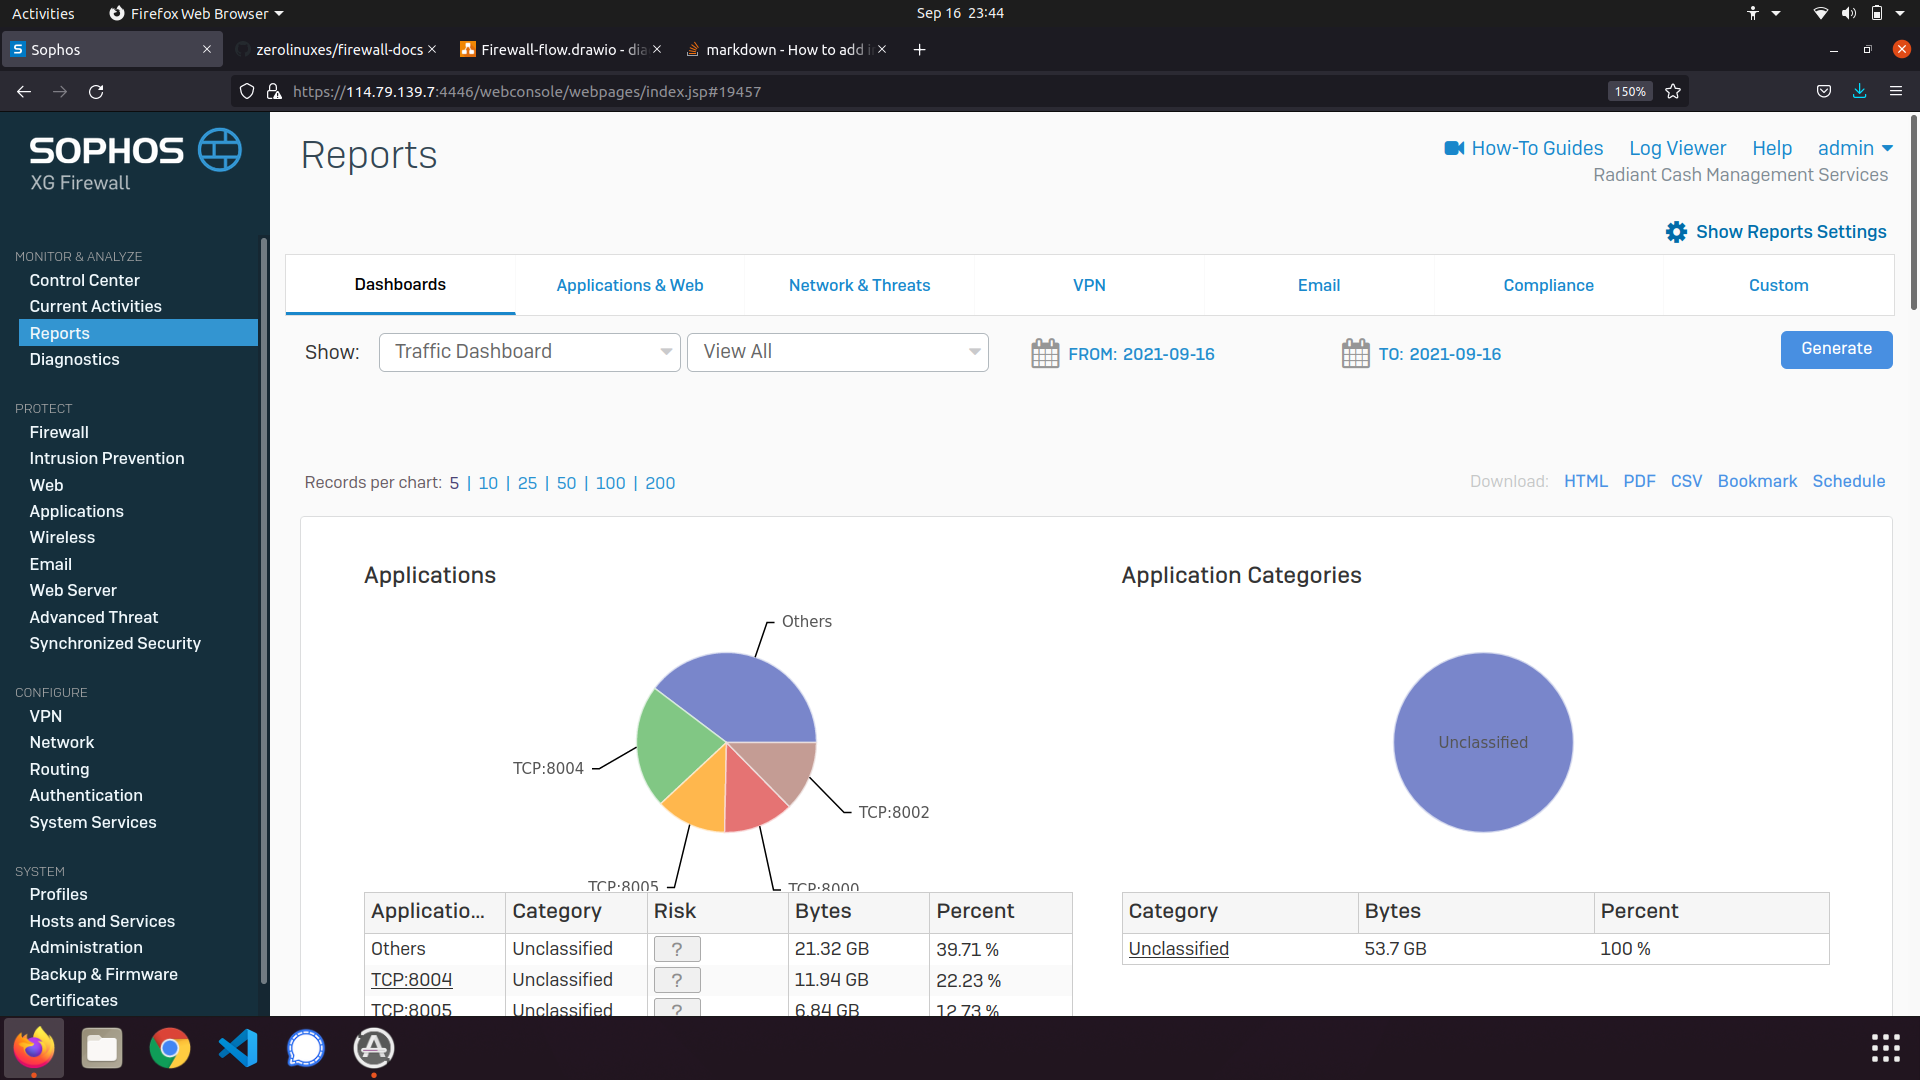 Activities
Firefox Web Browser
Sep 16 23:44
Sophos
zerolinuxes/firewall-docs
Firewall-flow.drawio - dia
markdown - How to add i
https://114.79.139.7:4446/webconsole/webpages/index.jsp#19457
150%
SOPHOS
XG Firewall
MONITOR & ANALYZE
Control Center
Current Activities
Reports
Diagnostics
PROTECT
Firewall
Intrusion Prevention
Web
Applications
Wireless
Email
Web Server
Advanced Threat
Synchronized Security
CONFIGURE
VPN
Network
Routing
Authentication
System Services
SYSTEM
Profiles
Hosts and Services
Administration
Backup & Firmware
Certificates
Reports
How-To Guides Log Viewer Help admin
Radiant Cash Management Services
Show Reports Settings
Dashboards Applications & Web Network & Threats VPN Email Compliance Custom
Show: Traffic Dashboard View All FROM: 2021-09-16 TO: 2021-09-16 Generate
Records per chart: 5 | 10 | 25 | 50 | 100 | 200
Download: HTML PDF CSV Bookmark Schedule
Applications
Others
TCP:8004
TCP:8002
TCP:8005
TCP:8000
Applicatio... Category Risk Bytes Percent
Others Unclassified ? 21.32 GB 39.71 %
TCP:8004 Unclassified ? 11.94 GB 22.23 %
TCP:8005 Unclassified ? 6.84 GB 12.73 %
Application Categories
Unclassified
Category Bytes Percent
Unclassified 53.7 GB 100 %